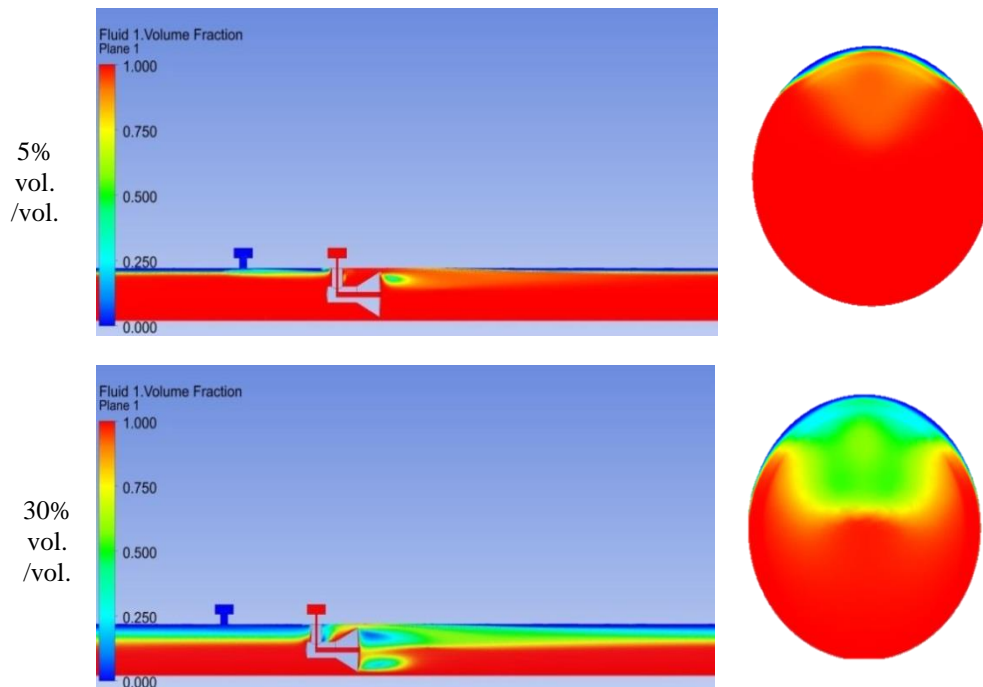 Fluid 1.Volume Fraction
Plane 1
1.000
0.750
5%
vol.
/vol.
0.500
0.250
0.000
Fluid 1.Volume Fraction
Plane 1
1.000
0.750
30%
vol.
/vol.
0.500
0.250
0.000